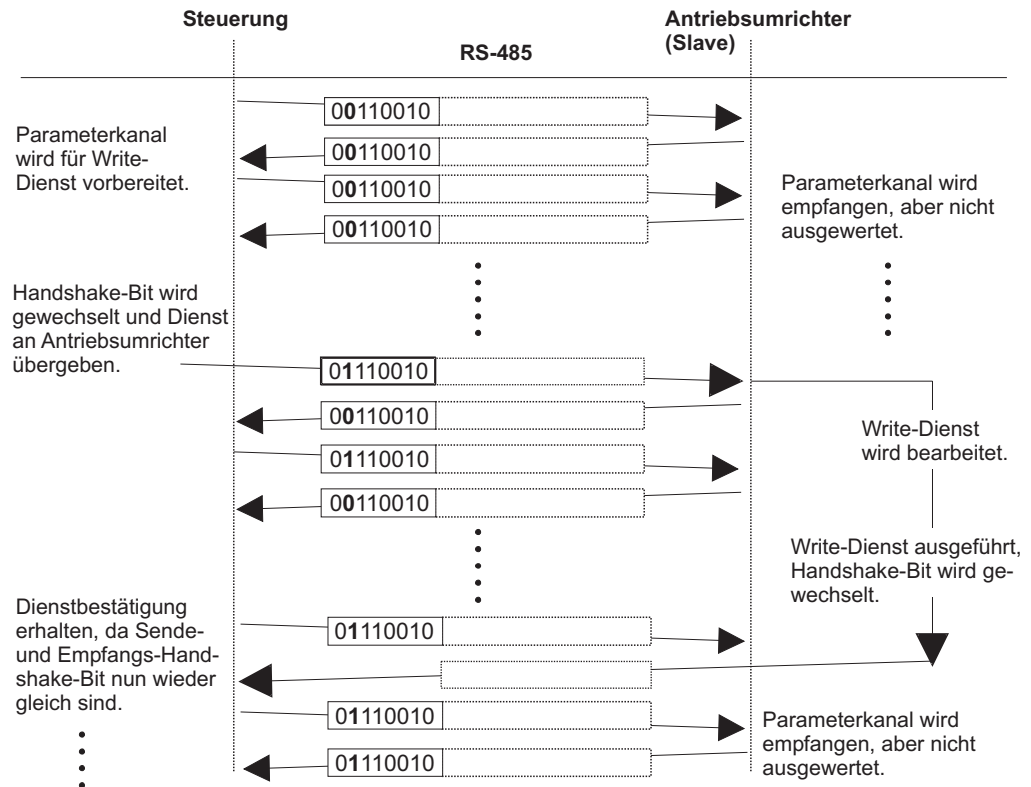 Steuerung
RS-485
Antriebsumrichter
(Slave)
00110010
Parameterkanal
wird für Write-
Dienst vorbereitet.
00110010
00110010
00110010
Parameterkanal wird
empfangen, aber nicht
ausgewertet.
Handshake-Bit wird
gewechselt und Dienst
an Antriebsumrichter
übergeben.
01110010
00110010
01110010
00110010
Write-Dienst
wird bearbeitet.
Write-Dienst ausgeführt,
Handshake-Bit wird ge-
wechselt.
Dienstbestätigung
erhalten, da Sende-
und Empfangs-Hand-
shake-Bit nun wieder
gleich sind.
01110010
01110010
01110010
Parameterkanal wird
empfangen, aber nicht
ausgewertet.